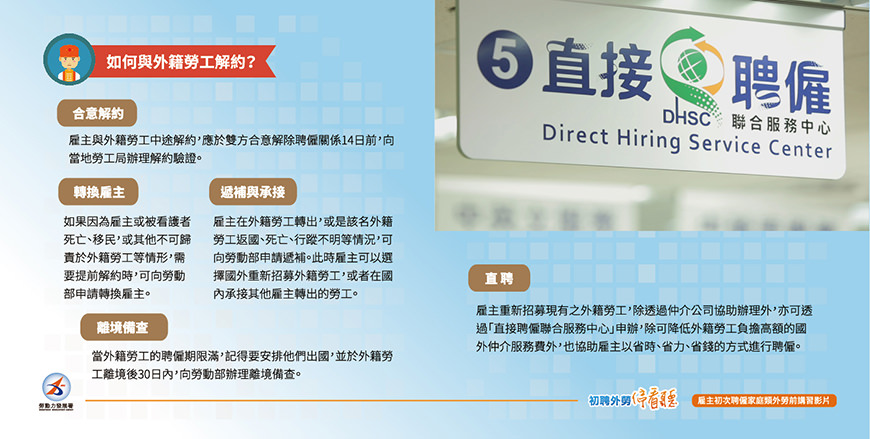 如何與外籍勞工解約?
合意解約
雇主與外籍勞工中途解約,應於雙方合意解除聘僱關係14日前,向
當地勞工局辦理解約驗證。
轉換雇主
如果因為雇主或被看護者
死亡、移民,或其他不可歸
責於外籍勞工等情形,需
要提前解約時,可向勞動
部申請轉換雇主。
遞補與承接
雇主在外籍勞工轉出,或是該名外籍
勞工返國、死亡、行蹤不明等情況,可
向勞動部申請遞補。此時雇主可以選
擇國外重新招募外籍勞工,或者在國
內承接其他雇主轉出的勞工。
離境備查
當外籍勞工的聘僱期限滿,記得要安排他們出國,並於外籍勞
工離境後30日內,向勞動部辦理離境備查。
勞動力發展署
5 直接聘僱
DHSC 聯合服務中心
Direct Hiring Service Center
直聘
雇主重新招募現有之外籍勞工,除透過仲介公司協助辦理外,亦可透
過「直接聘僱聯合服務中心」申辦,除可降低外籍勞工負擔高額的國
外仲介服務費外,也協助雇主以省時、省力、省錢的方式進行聘僱。
初聘外勞停看聽
雇主初次聘僱家庭類外勞前講習影片